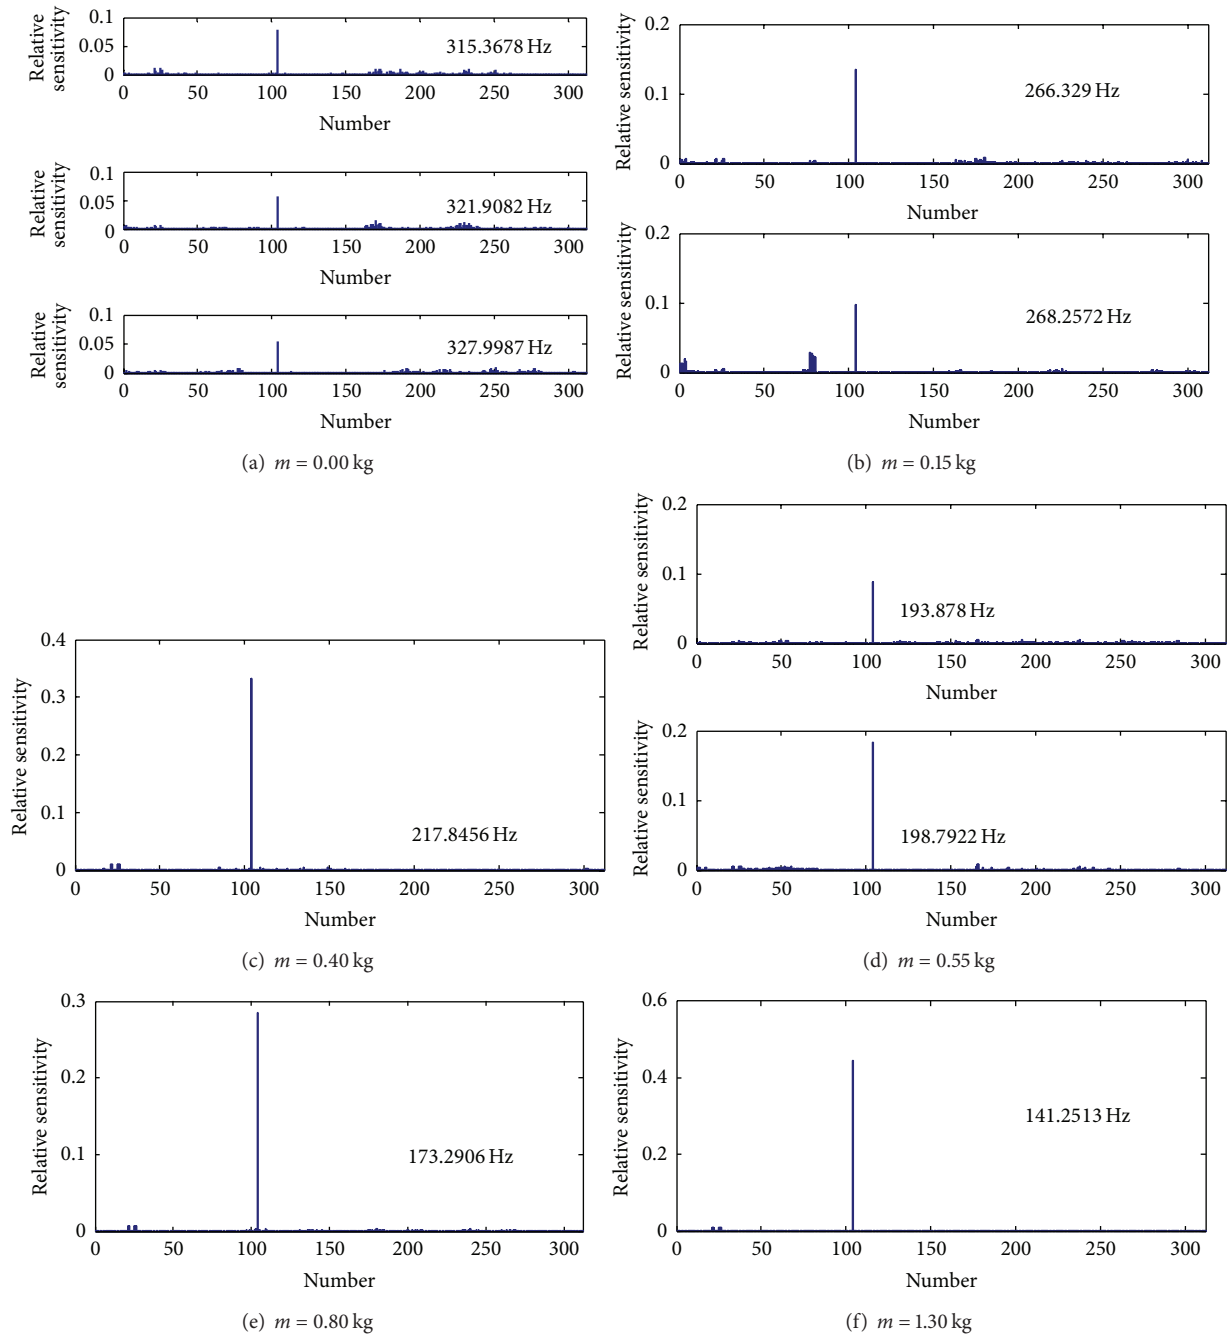 0.1
0.05
0
Relative
sensitivity
315.3678 Hz
0 50 100 150 200 250 300
Number
0.1
0.05
0
Relative
sensitivity
321.9082 Hz
0 50 100 150 200 250 300
Number
0.1
0.05
0
Relative
sensitivity
327.9987 Hz
0 50 100 150 200 250 300
Number
(a) m = 0.00 kg
0.2
0.1
0
Relative sensitivity
266.329 Hz
0 50 100 150 200 250 300
Number
0.2
0.1
0
Relative sensitivity
268.2572 Hz
0 50 100 150 200 250 300
Number
(b) m = 0.15 kg
0.4
0.3
0.2
0.1
0
Relative sensitivity
217.8456 Hz
0 50 100 150 200 250 300
Number
(c) m = 0.40 kg
0.2
0.1
0
Relative sensitivity
193.878 Hz
0 50 100 150 200 250 300
Number
0.2
0.1
0
Relative sensitivity
198.7922 Hz
0 50 100 150 200 250 300
Number
(d) m = 0.55 kg
0.3
0.2
0.1
0
Relative sensitivity
173.2906 Hz
0 50 100 150 200 250 300
Number
(e) m = 0.80 kg
0.6
0.4
0.2
0
Relative sensitivity
141.2513 Hz
0 50 100 150 200 250 300
Number
(f) m = 1.30 kg